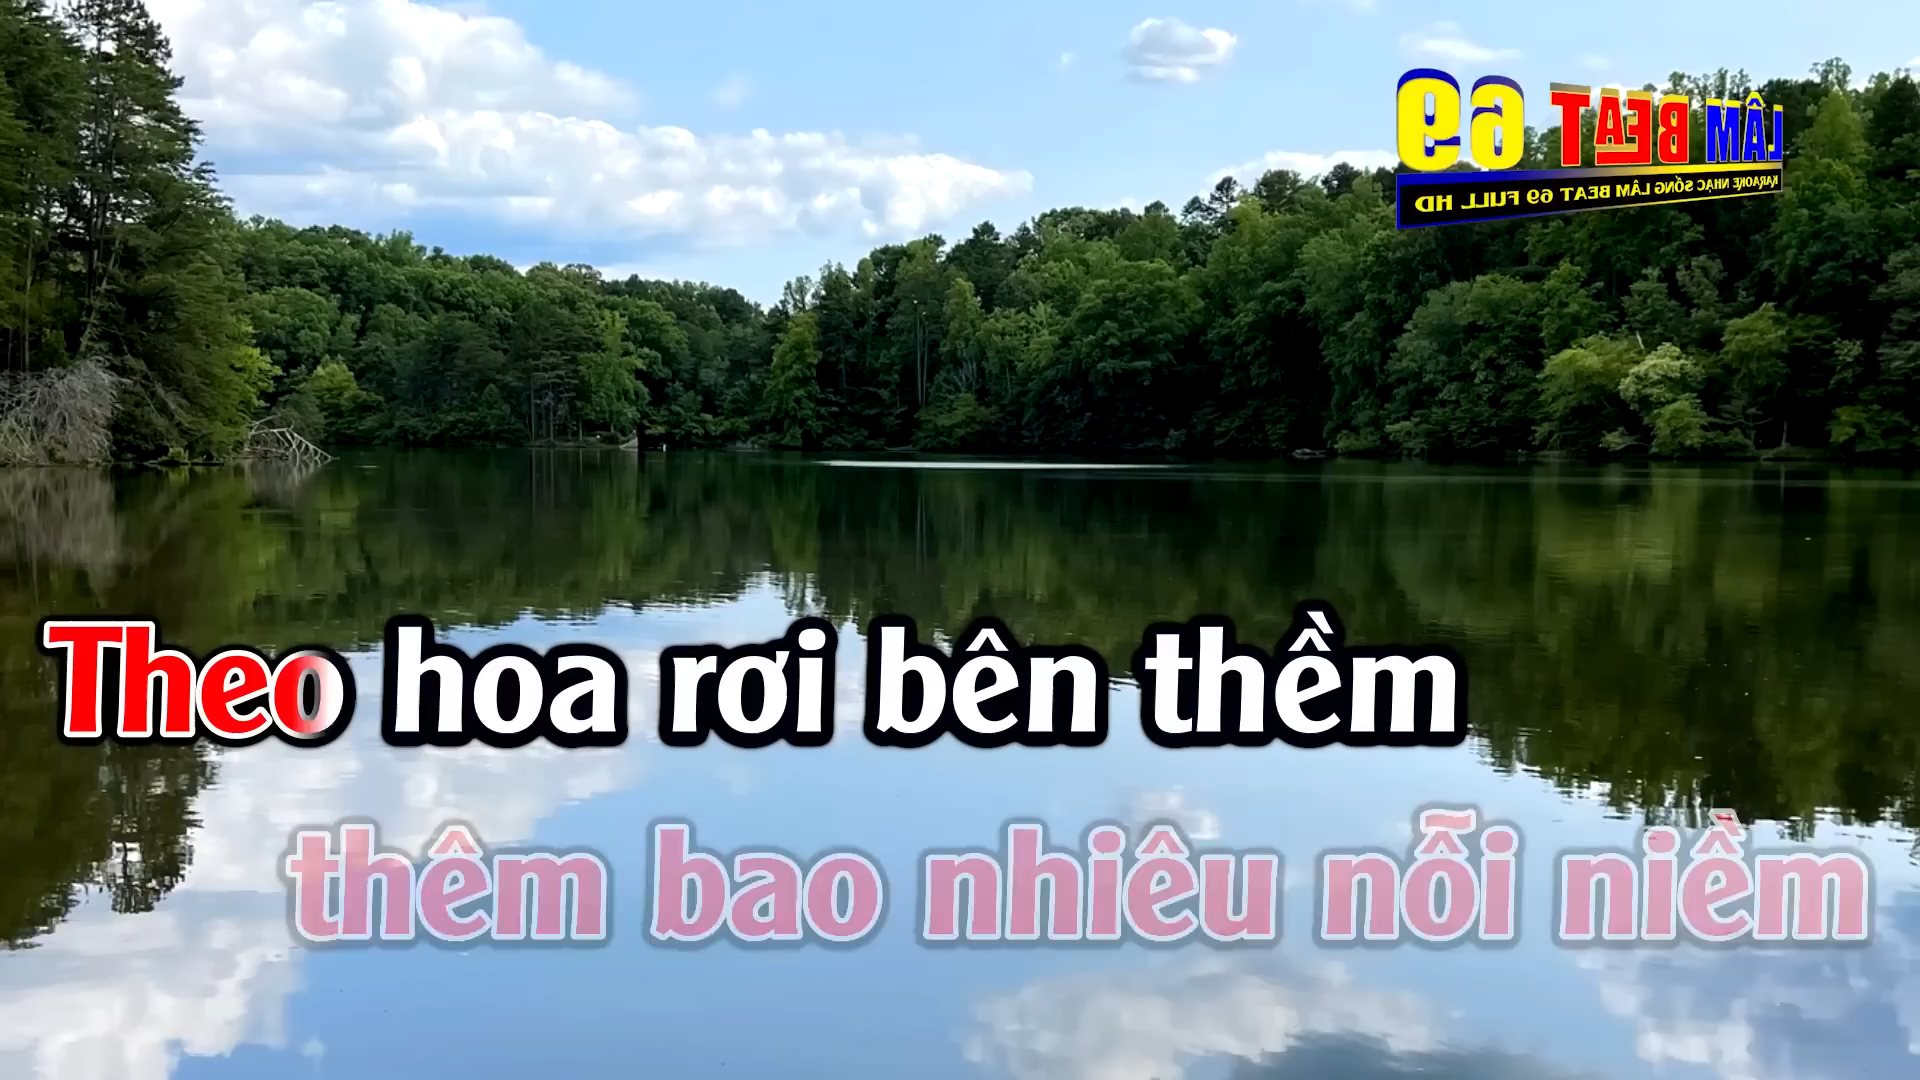 LÂM BEAT 69
KARAOKE NHẠC SỐNG LÂM BEAT 69 FULL HD
Theo hoa rơi bên thềm
thêm bao nhiêu nỗi niềm